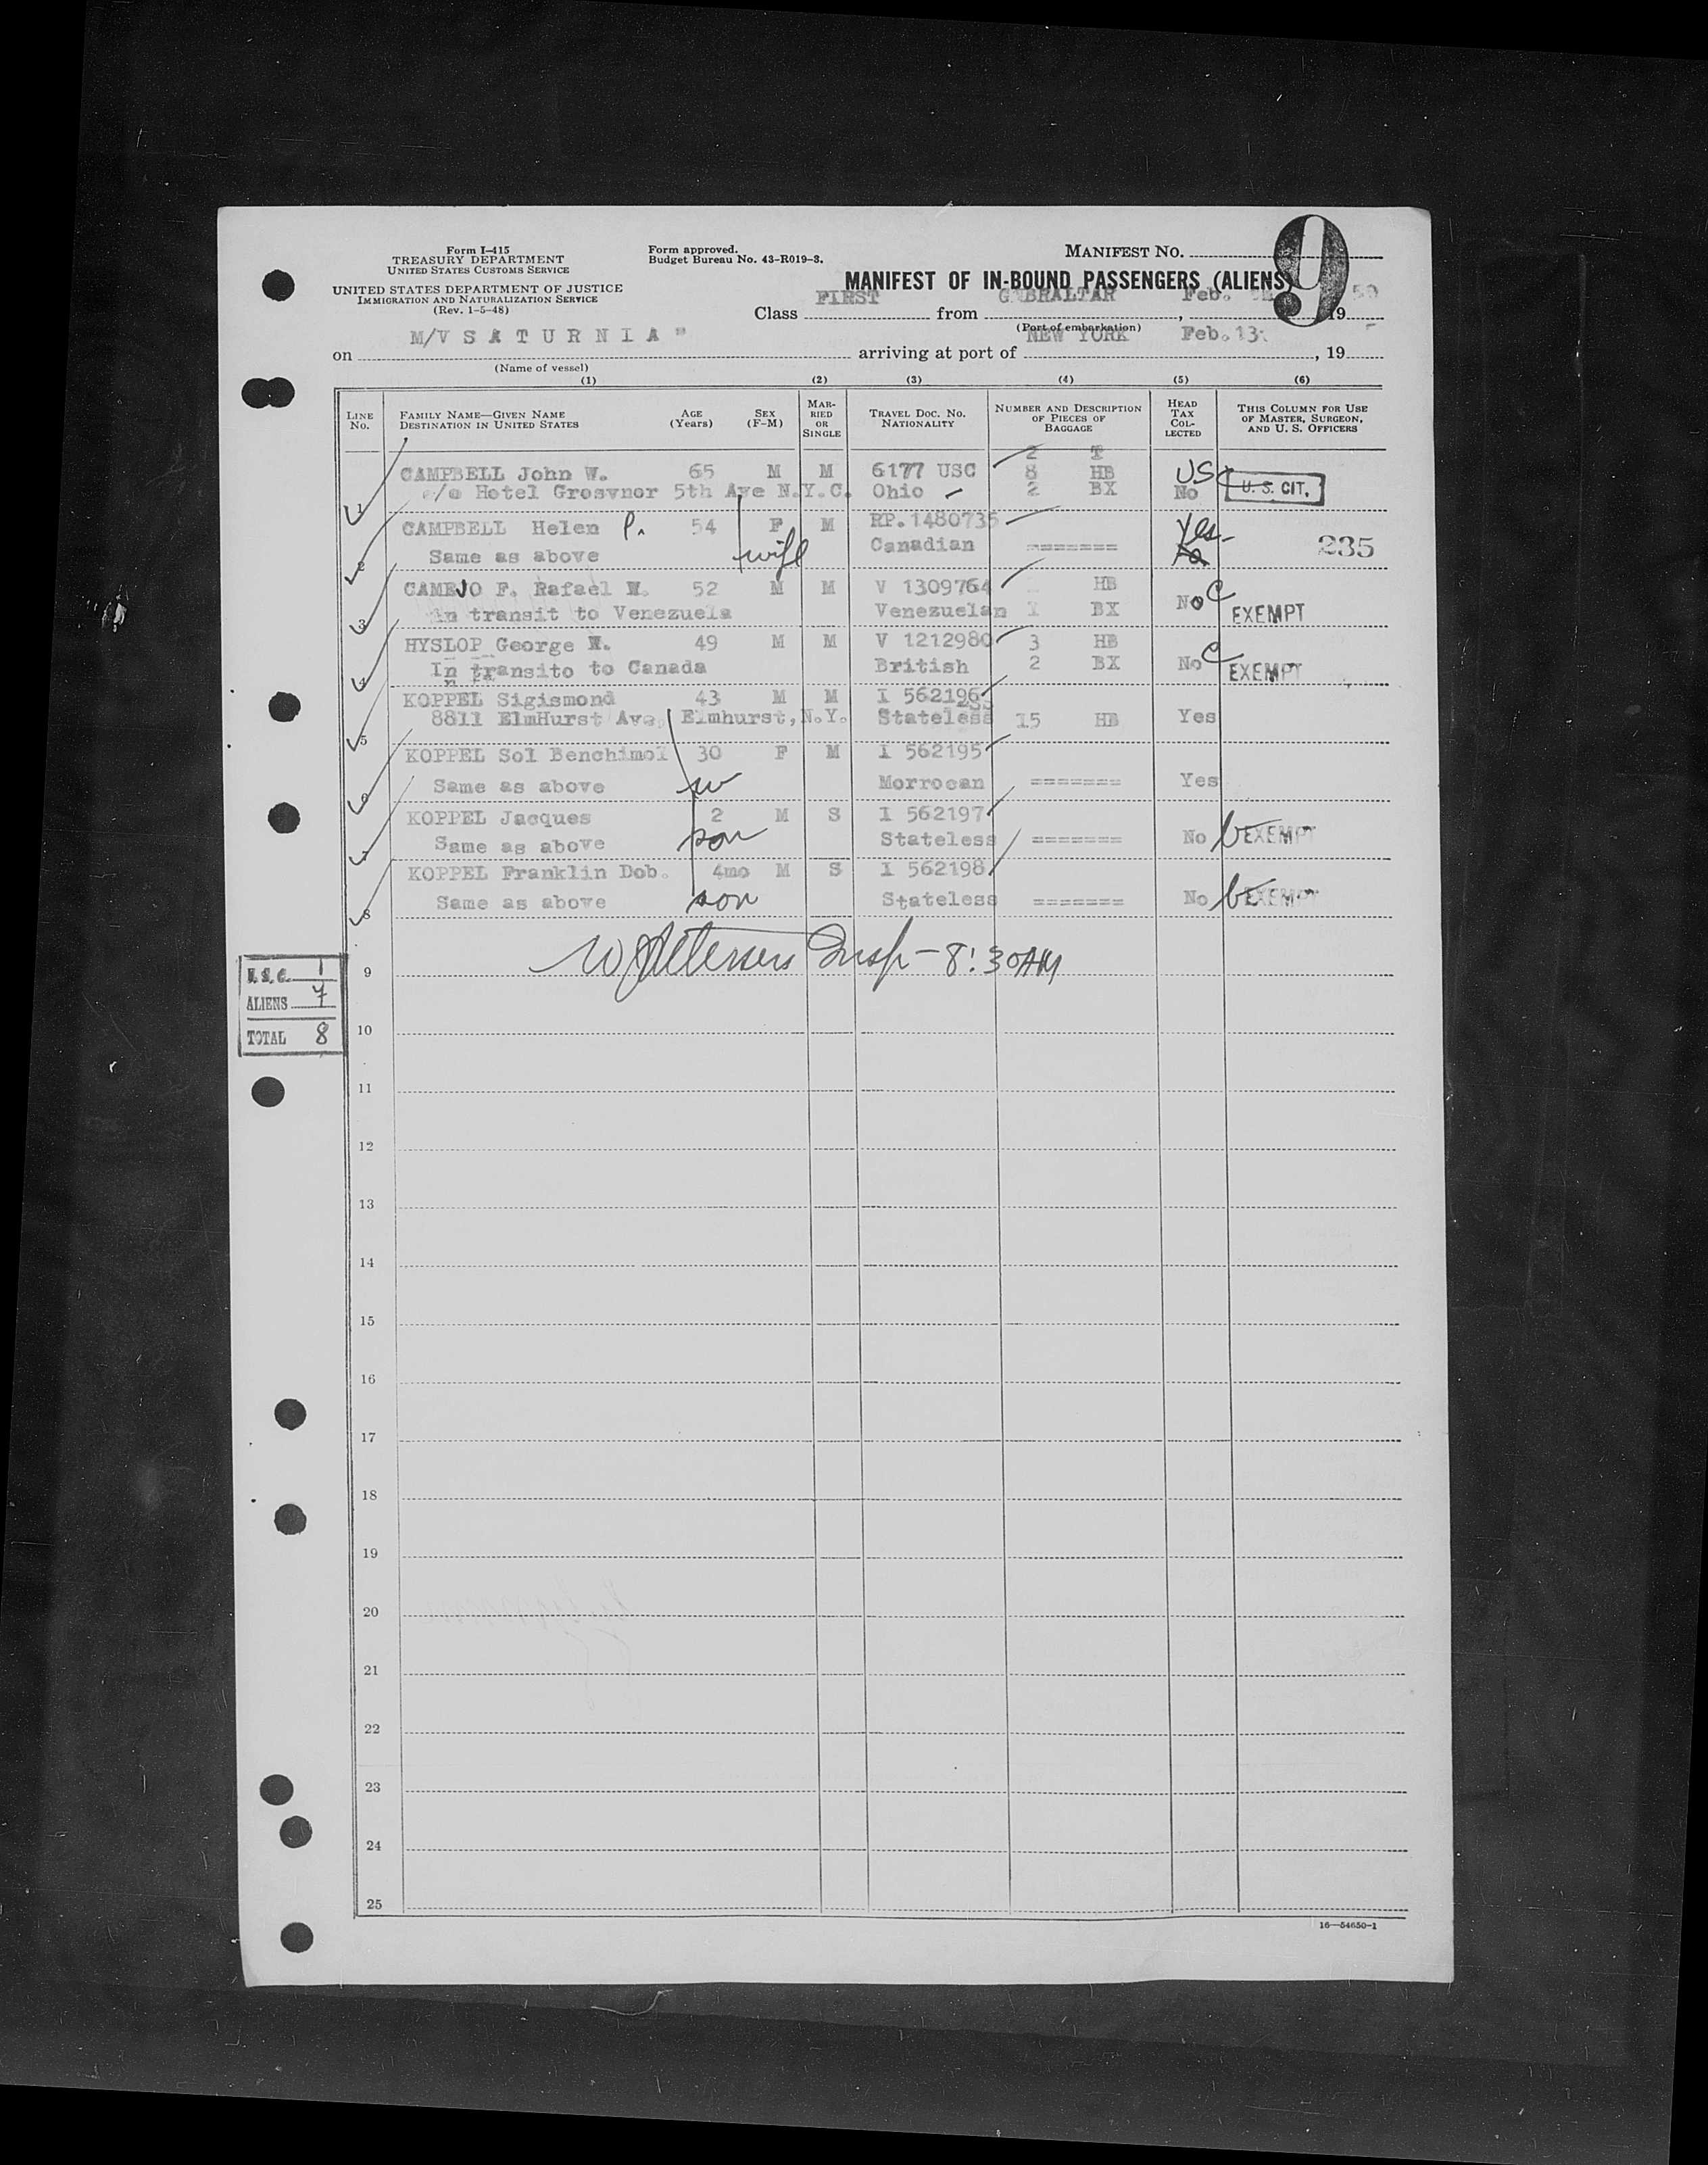 Form I-415
TREASURY DEPARTMENT
UNITED STATES CUSTOMS SERVICE
UNITED STATES DEPARTMENT OF JUSTICE
IMMIGRATION AND NATURALIZATION SERVICE
(Rev. 1-5-48)
Form approved.
Budget Bureau No. 43-R019-3.
MANIFEST NO. 9
MANIFEST OF IN-BOUND PASSENGERS (ALIENS)
Class FIRST from GIBRALTAR, Feb. 19 50
(Port of embarkation)
on M/V S A T U R N I A " arriving at port of NEW YORK Feb. 13, 19
(Name of vessel)
(1) (2) (3) (4) (5) (6)
LINE No. FAMILY NAME—GIVEN NAME DESTINATION IN UNITED STATES AGE (Years) SEX (F-M) MARRIED OR SINGLE TRAVEL DOC. NO. NATIONALITY NUMBER AND DESCRIPTION OF PIECES OF BAGGAGE HEAD TAX COLLECTED THIS COLUMN FOR USE OF MASTER, SURGEON, AND U. S. OFFICERS
2 T
1 CAMPBELL John W. 65 M M 6177 USC 8 HB USC U. S. CIT.
c/o Hotel Grosvnor 5th Ave N.Y.C. Ohio 2 BX No
2 CAMPBELL Helen P. 54 F M RP.1480735 Yes
Same as above wife Canadian ======= 235
3 CAMEJO F. Rafael 52 M M V 1309764 HB
in transit to Venezuela Venezuelan 1 BX No C EXEMPT
4 HYSLOP George W. 49 M M V 1212980 3 HB
In transito to Canada British 2 BX No C EXEMPT
5 KOPPEL Sigismond 43 M M I 562196
8811 ElmHurst Ave, Elmhurst, N.Y. Stateless 15 HB Yes
6 KOPPEL Sol Benchimol 30 F M I 562195
Same as above w Morrocan ======= Yes
7 KOPPEL Jacques 2 M S I 562197
Same as above son Stateless ======= No b EXEMPT
8 KOPPEL Franklin Dob. 4mo M S I 562198
Same as above son Stateless ======= No b EXEMPT
W Petersen Insp - 8:30AM
U.S.C. 1
ALIENS 7
TOTAL 8
9
10
11
12
13
14
15
16
17
18
19
20
21
22
23
24
25
16—54650-1